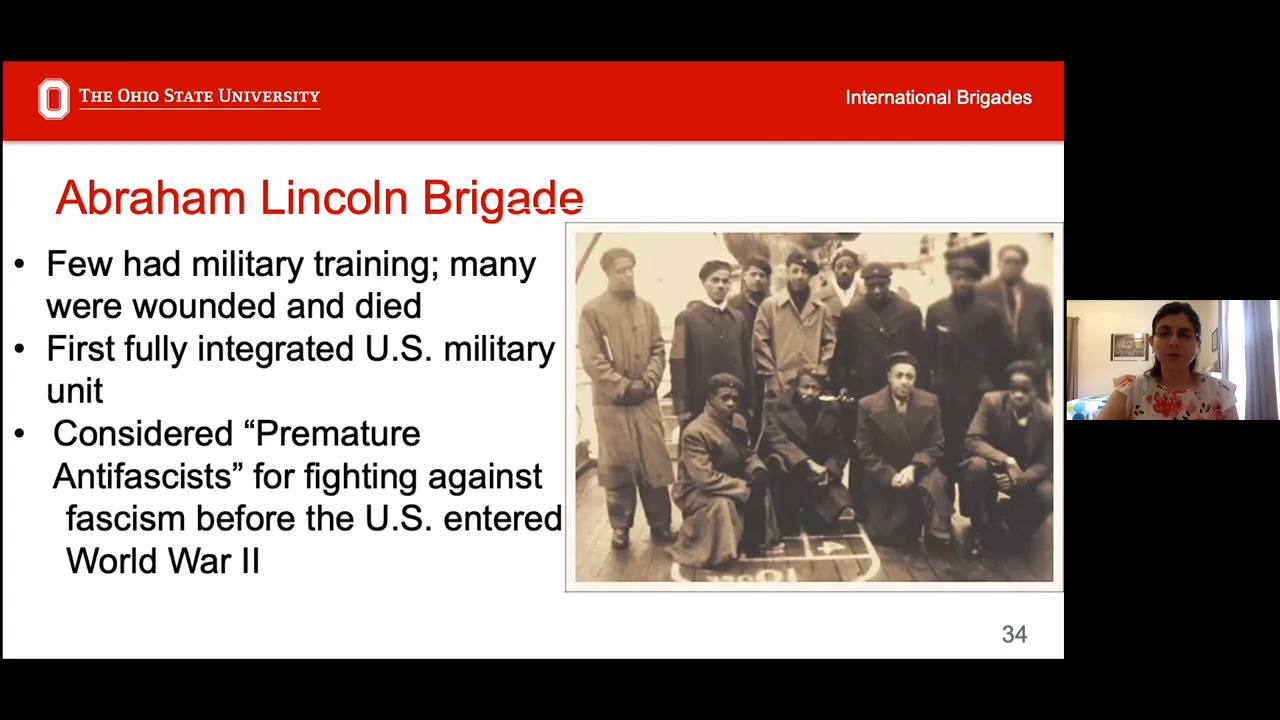 THE OHIO STATE UNIVERSITY
International Brigades
Abraham Lincoln Brigade
• Few had military training; many
were wounded and died
• First fully integrated U.S. military
unit
• Considered “Premature
Antifascists” for fighting against
fascism before the U.S. entered
World War II
34